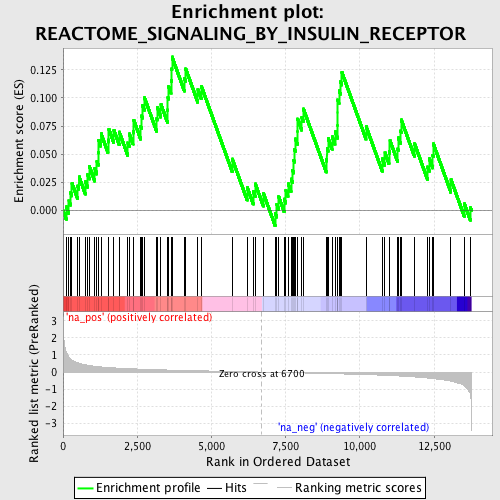 Enrichment plot:
REACTOME_SIGNALING_BY_INSULIN_RECEPTOR
Enrichment score (ES)
0.125
0.100
0.075
0.050
0.025
0.000
'na_pos' (positively correlated)
Ranked list metric (PreRanked)
3
2
1
0
-1
-2
-3
Zero cross at 6700
'na_neg' (negatively correlated)
0
2,500
5,000
7,500
10,000
12,500
Rank in Ordered Dataset
Enrichment profile
Hits
Ranking metric scores